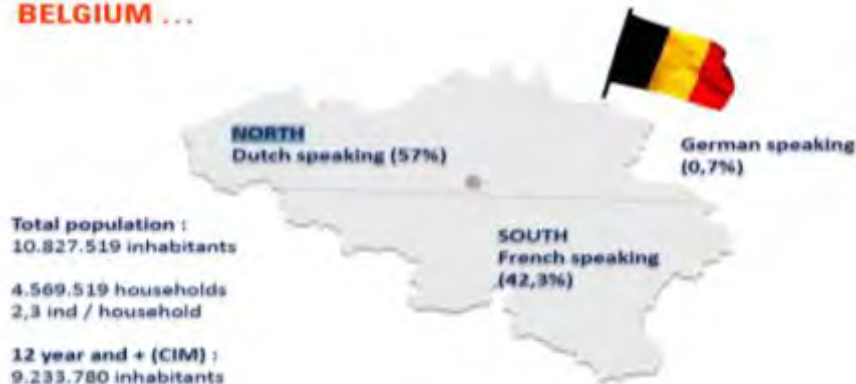 BELGIUM ...
NORTH
Dutch speaking (57%)
German speaking
(0,7%)
Total population :
10.827.519 inhabitants
SOUTH
French speaking
(42,3%)
4.569.519 households
2,3 ind / household
12 year and + (CIM) :
9.233.780 inhabitants